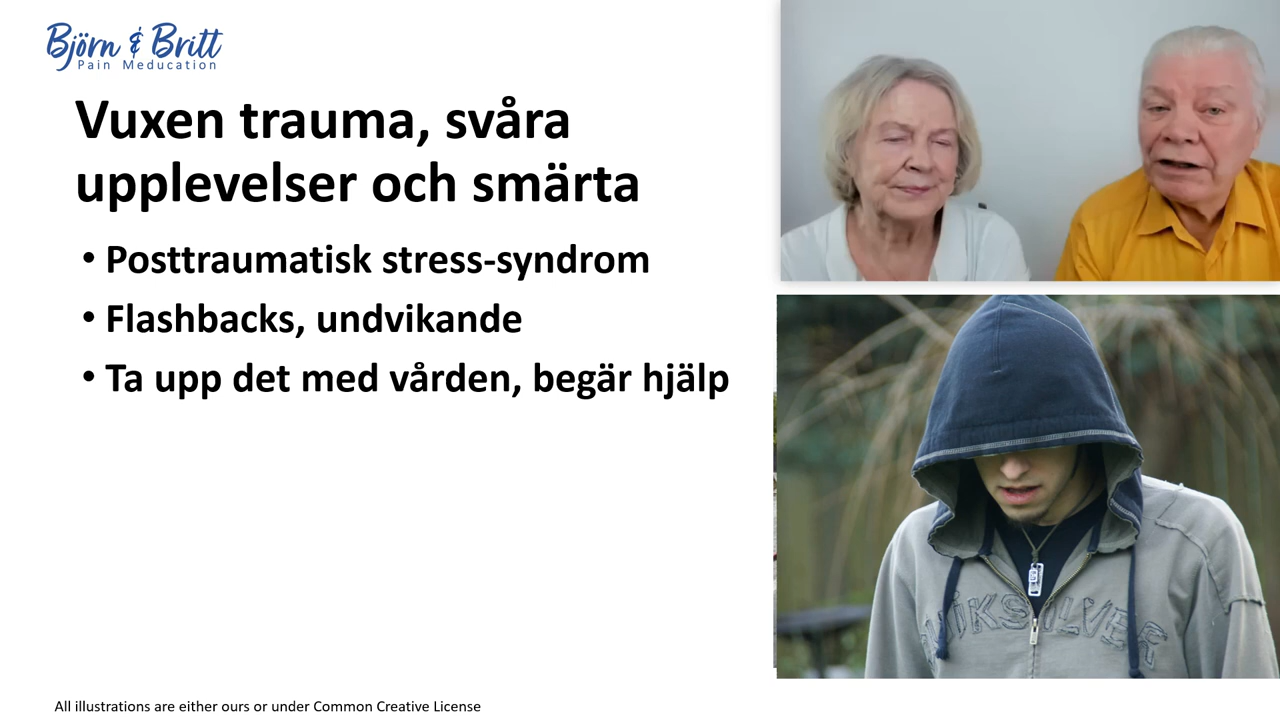 Björn & Britt
Pain Meducation
Vuxen trauma, svåra
upplevelser och smärta
• Posttraumatisk stress-syndrom
• Flashbacks, undvikande
• Ta upp det med vården, begär hjälp
QUIKSILVER
All illustrations are either ours or under Common Creative License